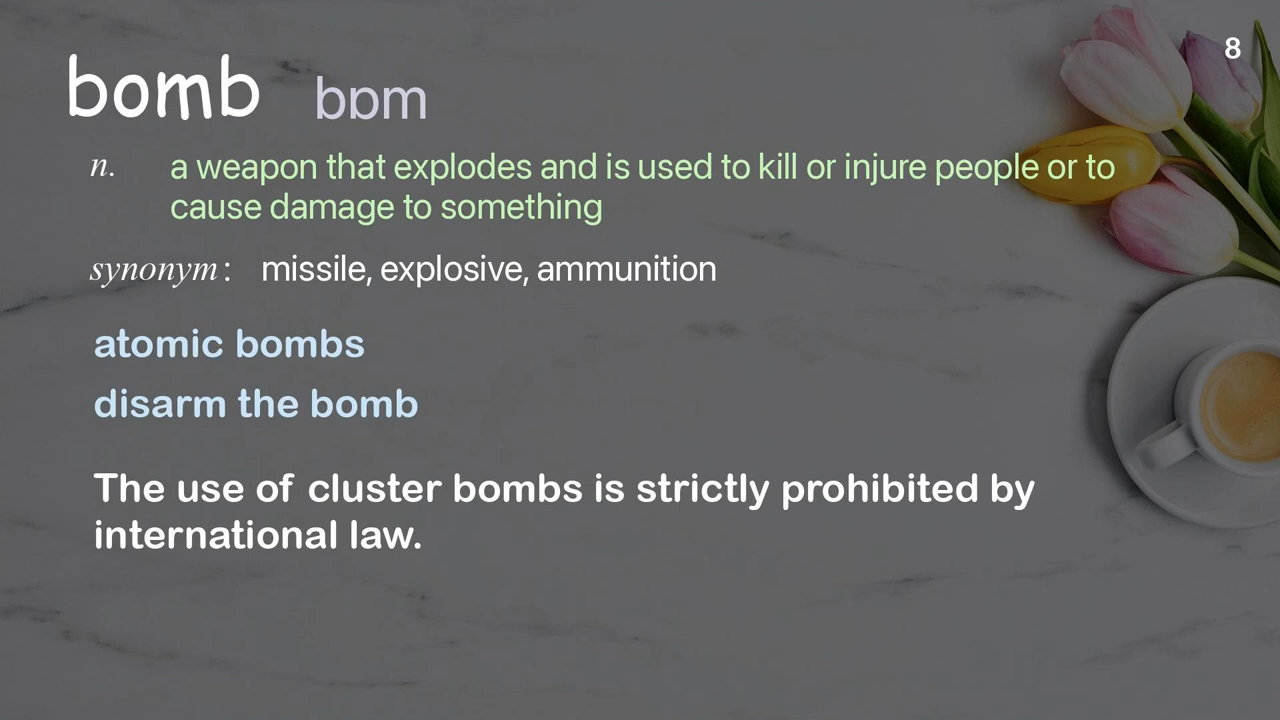 8
bomb bɒm
n. a weapon that explodes and is used to kill or injure people or to
cause damage to something
synonym: missile, explosive, ammunition
atomic bombs
disarm the bomb
The use of cluster bombs is strictly prohibited by
international law.